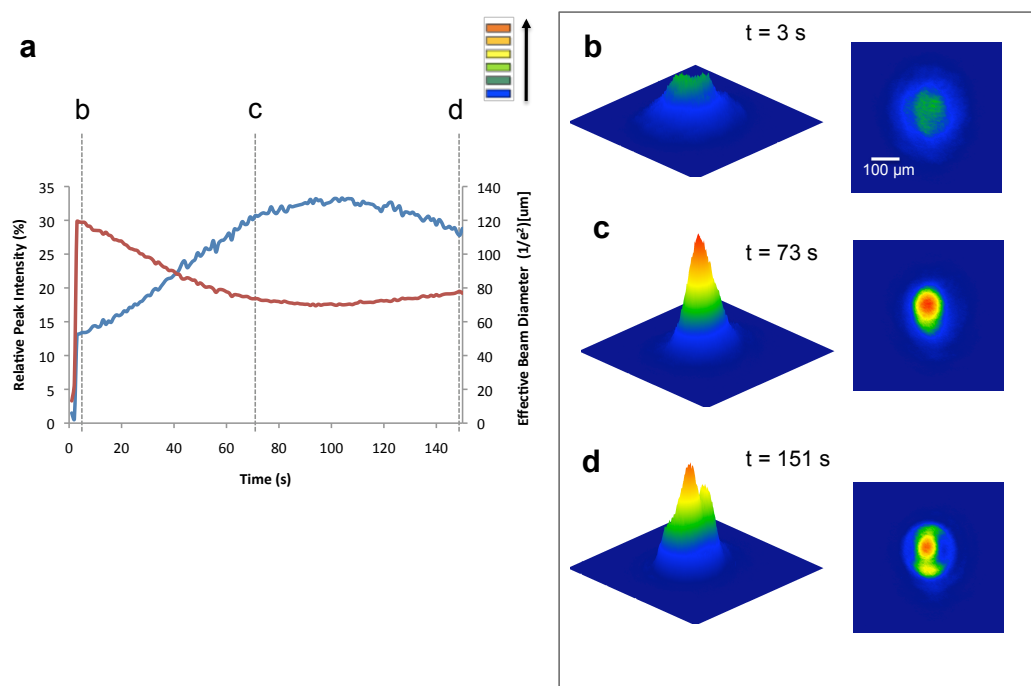 a
b c d
35
30
25
20
15
10
5
0
Relative Peak Intensity (%)
140
120
100
80
60
40
20
0
Effective Beam Diameter (1/e²)[um]
0 20 40 60 80 100 120 140
Time (s)
b
t = 3 s
100 µm
c
t = 73 s
d
t = 151 s